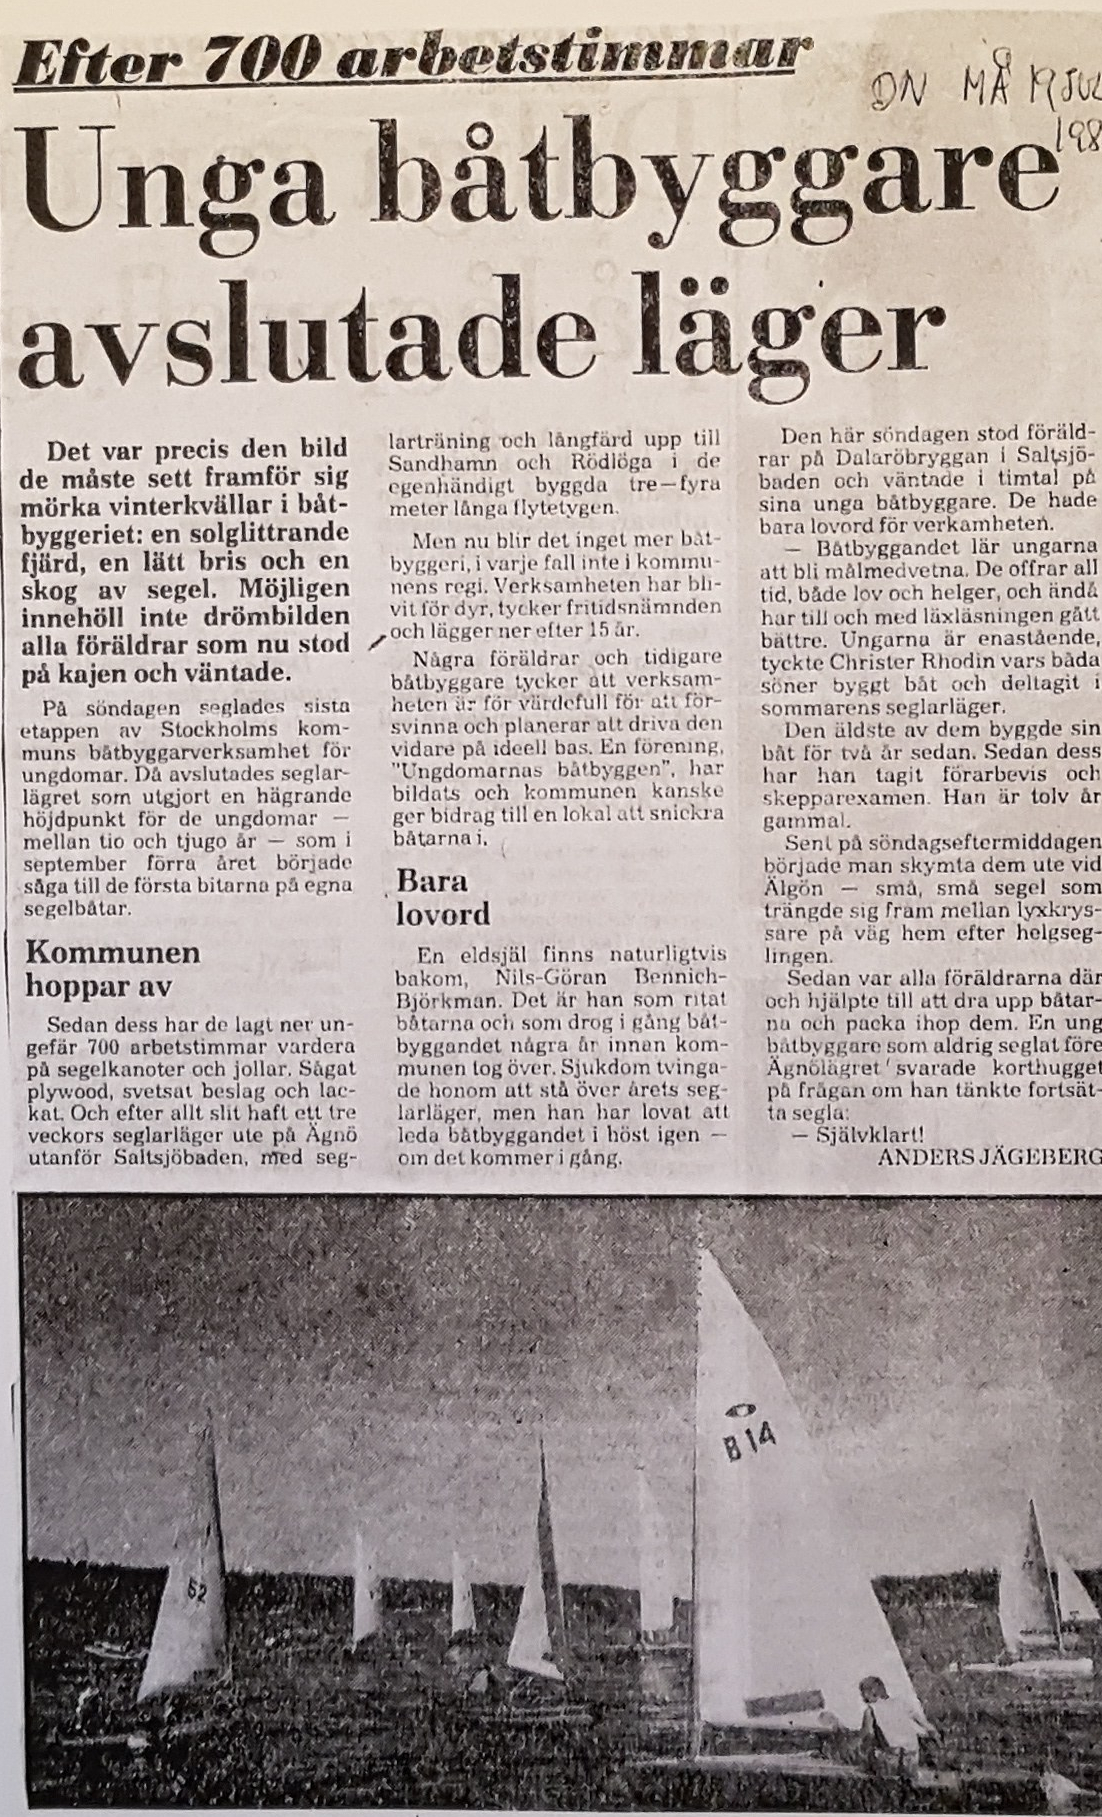 Efter 700 arbetstimmar
DN MÅ 19 JUL
198
Unga båtbyggare
avslutade läger
Det var precis den bild
de måste sett framför sig
mörka vinterkvällar i båt-
byggeriet: en solglittrande
fjärd, en lätt bris och en
skog av segel. Möjligen
innehöll inte drömbilden
alla föräldrar som nu stod
på kajen och väntade.
På söndagen seglades sista
etappen av Stockholms kom-
muns båtbyggarverksamhet för
ungdomar. Då avslutades seglar-
lägret som utgjort en hägrande
höjdpunkt för de ungdomar —
mellan tio och tjugo år — som i
september förra året började
såga till de första bitarna på egna
segelbåtar.
Kommunen
hoppar av
Sedan dess har de lagt ner un-
gefär 700 arbetstimmar vardera
på segelkanoter och jollar. Sågat
plywood, svetsat beslag och lac-
kat. Och efter allt slit haft ett tre
veckors seglarläger ute på Ägnö
utanför Saltsjöbaden, med seg-
larträning och långfärd upp till
Sandhamn och Rödlöga i de
egenhändigt byggda tre—fyra
meter långa flytetygen.
Men nu blir det inget mer båt-
byggeri, i varje fall inte i kommu-
nens regi. Verksamheten har bli-
vit för dyr, tycker fritidsnämnden
och lägger ner efter 15 år.
Några föräldrar och tidigare
båtbyggare tycker att verksam-
heten är för värdefull för att för-
svinna och planerar att driva den
vidare på ideell bas. En förening,
"Ungdomarnas båtbyggen", har
bildats och kommunen kanske
ger bidrag till en lokal att snickra
båtarna i.
Bara
lovord
En eldsjäl finns naturligtvis
bakom, Nils-Göran Bennich-
Björkman. Det är han som ritat
båtarna och som drog i gång båt-
byggandet några år innan kom-
munen tog över. Sjukdom tvinga-
de honom att stå över årets seg-
larläger, men han har lovat att
leda båtbyggandet i höst igen —
om det kommer i gång.
Den här söndagen stod föräld-
rar på Dalaröbryggan i Saltsjö-
baden och väntade i timtal på
sina unga båtbyggare. De hade
bara lovord för verkamheten.
— Båtbyggandet lär ungarna
att bli målmedvetna. De offrar all
tid, både lov och helger, och ändå
har till och med läxläsningen gått
bättre. Ungarna är enastående,
tyckte Christer Rhodin vars båda
söner byggt båt och deltagit i
sommarens seglarläger.
Den äldste av dem byggde sin
båt för två år sedan. Sedan dess
har han tagit förarbevis och
skepparexamen. Han är tolv år
gammal.
Sent på söndagseftermiddagen
började man skymta dem ute vid
Älgön — små, små segel som
trängde sig fram mellan lyxkrys-
sare på väg hem efter helgseg-
lingen.
Sedan var alla föräldrarna där
och hjälpte till att dra upp båtar-
na och packa ihop dem. En ung
båtbyggare som aldrig seglat före
Ägnölägret svarade korthugget
på frågan om han tänkte fortsät-
ta segla:
— Självklart!
ANDERS JÄGEBERG
B 14
52